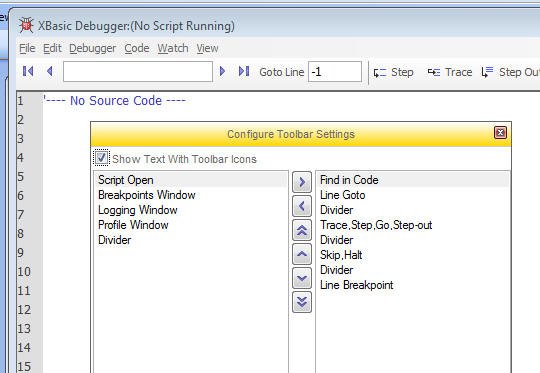 XBasic Debugger:(No Script Running)
File Edit Debugger Code Watch View
Goto Line -1 Step Trace Step Ou
1 '---- No Source Code ----
2
3
4
5
6
7
8
9
10
11
12
13
14
15
Configure Toolbar Settings
Show Text With Toolbar Icons
Script Open
Breakpoints Window
Logging Window
Profile Window
Divider
Find in Code
Line Goto
Divider
Trace,Step,Go,Step-out
Divider
Skip,Halt
Divider
Line Breakpoint